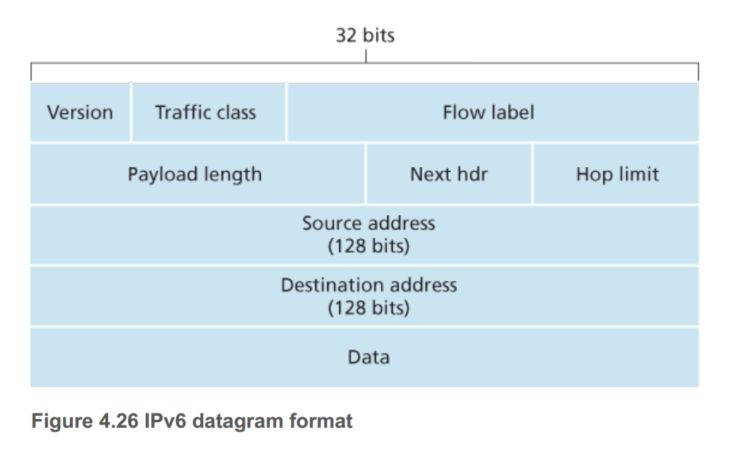 32 bits
Version Traffic class Flow label
Payload length Next hdr Hop limit
Source address
(128 bits)
Destination address
(128 bits)
Data
Figure 4.26 IPv6 datagram format